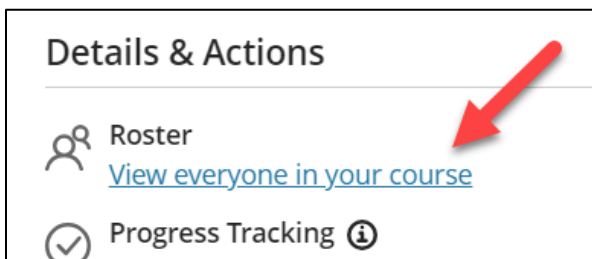 Details & Actions
Roster
View everyone in your course
Progress Tracking